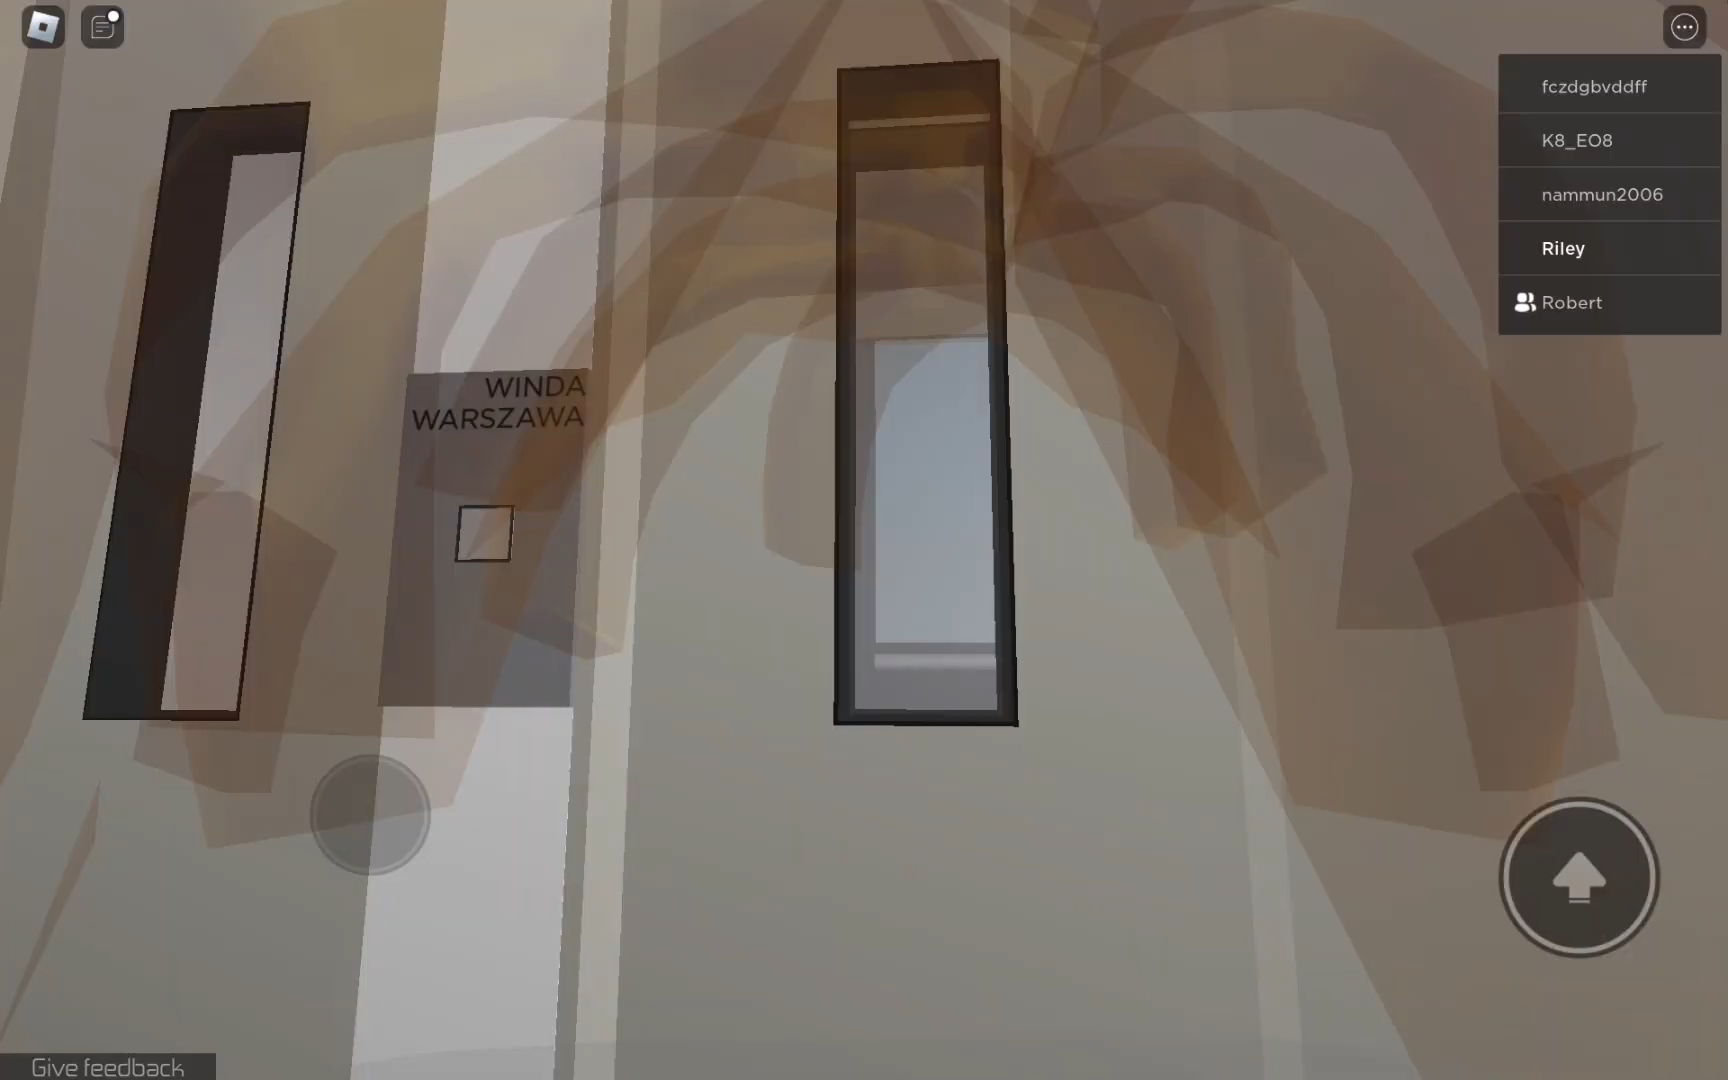 fczdgbvddff
K8_EO8
nammun2006
Riley
Robert
WINDA
WARSZAWA
Give feedback